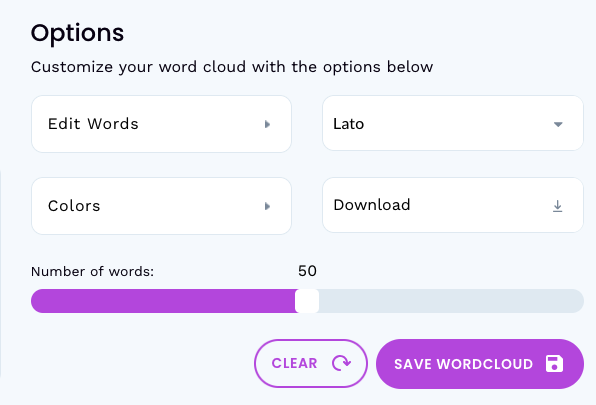 Options
Customize your word cloud with the options below
Edit Words
Lato
Colors
Download
Number of words:
50
CLEAR
SAVE WORDCLOUD